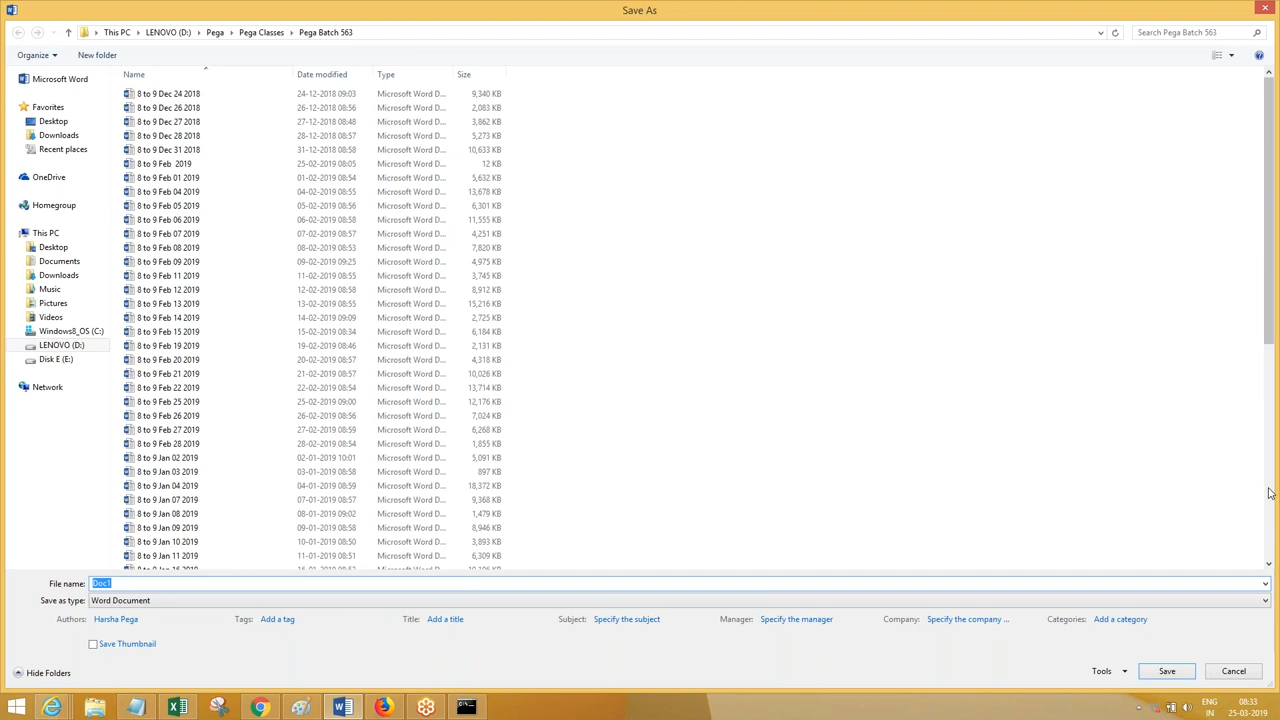 Save As
This PC LENOVO (D:) Pega Pega Classes Pega Batch 563 Search Pega Batch 563
Organize New folder
Microsoft Word
Favorites
Desktop
Downloads
Recent places
OneDrive
Homegroup
This PC
Desktop
Documents
Downloads
Music
Pictures
Videos
Windows8_OS (C:)
LENOVO (D:)
Disk E (E:)
Network
Name Date modified Type Size
8 to 9 Dec 24 2018 24-12-2018 09:03 Microsoft Word D... 9,340 KB
8 to 9 Dec 26 2018 26-12-2018 08:56 Microsoft Word D... 2,083 KB
8 to 9 Dec 27 2018 27-12-2018 08:48 Microsoft Word D... 3,862 KB
8 to 9 Dec 28 2018 28-12-2018 08:57 Microsoft Word D... 5,273 KB
8 to 9 Dec 31 2018 31-12-2018 08:58 Microsoft Word D... 10,633 KB
8 to 9 Feb 2019 25-02-2019 08:05 Microsoft Word D... 12 KB
8 to 9 Feb 01 2019 01-02-2019 08:54 Microsoft Word D... 5,632 KB
8 to 9 Feb 04 2019 04-02-2019 08:55 Microsoft Word D... 13,678 KB
8 to 9 Feb 05 2019 05-02-2019 08:56 Microsoft Word D... 6,301 KB
8 to 9 Feb 06 2019 06-02-2019 08:58 Microsoft Word D... 11,555 KB
8 to 9 Feb 07 2019 07-02-2019 08:57 Microsoft Word D... 4,251 KB
8 to 9 Feb 08 2019 08-02-2019 08:53 Microsoft Word D... 7,820 KB
8 to 9 Feb 09 2019 09-02-2019 09:25 Microsoft Word D... 4,975 KB
8 to 9 Feb 11 2019 11-02-2019 08:55 Microsoft Word D... 3,745 KB
8 to 9 Feb 12 2019 12-02-2019 08:58 Microsoft Word D... 8,912 KB
8 to 9 Feb 13 2019 13-02-2019 08:55 Microsoft Word D... 15,216 KB
8 to 9 Feb 14 2019 14-02-2019 09:09 Microsoft Word D... 2,725 KB
8 to 9 Feb 15 2019 15-02-2019 08:34 Microsoft Word D... 6,184 KB
8 to 9 Feb 19 2019 19-02-2019 08:46 Microsoft Word D... 2,131 KB
8 to 9 Feb 20 2019 20-02-2019 08:57 Microsoft Word D... 4,318 KB
8 to 9 Feb 21 2019 21-02-2019 08:57 Microsoft Word D... 10,026 KB
8 to 9 Feb 22 2019 22-02-2019 08:54 Microsoft Word D... 13,714 KB
8 to 9 Feb 25 2019 25-02-2019 09:00 Microsoft Word D... 12,176 KB
8 to 9 Feb 26 2019 26-02-2019 08:56 Microsoft Word D... 7,024 KB
8 to 9 Feb 27 2019 27-02-2019 08:59 Microsoft Word D... 6,268 KB
8 to 9 Feb 28 2019 28-02-2019 08:54 Microsoft Word D... 1,855 KB
8 to 9 Jan 02 2019 02-01-2019 10:01 Microsoft Word D... 5,091 KB
8 to 9 Jan 03 2019 03-01-2019 08:58 Microsoft Word D... 897 KB
8 to 9 Jan 04 2019 04-01-2019 08:59 Microsoft Word D... 18,372 KB
8 to 9 Jan 07 2019 07-01-2019 08:57 Microsoft Word D... 9,368 KB
8 to 9 Jan 08 2019 08-01-2019 09:02 Microsoft Word D... 1,479 KB
8 to 9 Jan 09 2019 09-01-2019 08:58 Microsoft Word D... 8,946 KB
8 to 9 Jan 10 2019 10-01-2019 08:50 Microsoft Word D... 3,893 KB
8 to 9 Jan 11 2019 11-01-2019 08:51 Microsoft Word D... 6,309 KB
File name: Doc1
Save as type: Word Document
Authors: Harsha Pega Tags: Add a tag Title: Add a title Subject: Specify the subject Manager: Specify the manager Company: Specify the company ... Categories: Add a category
Save Thumbnail
Hide Folders Tools Save Cancel
ENG 08:33
IN 25-03-2019